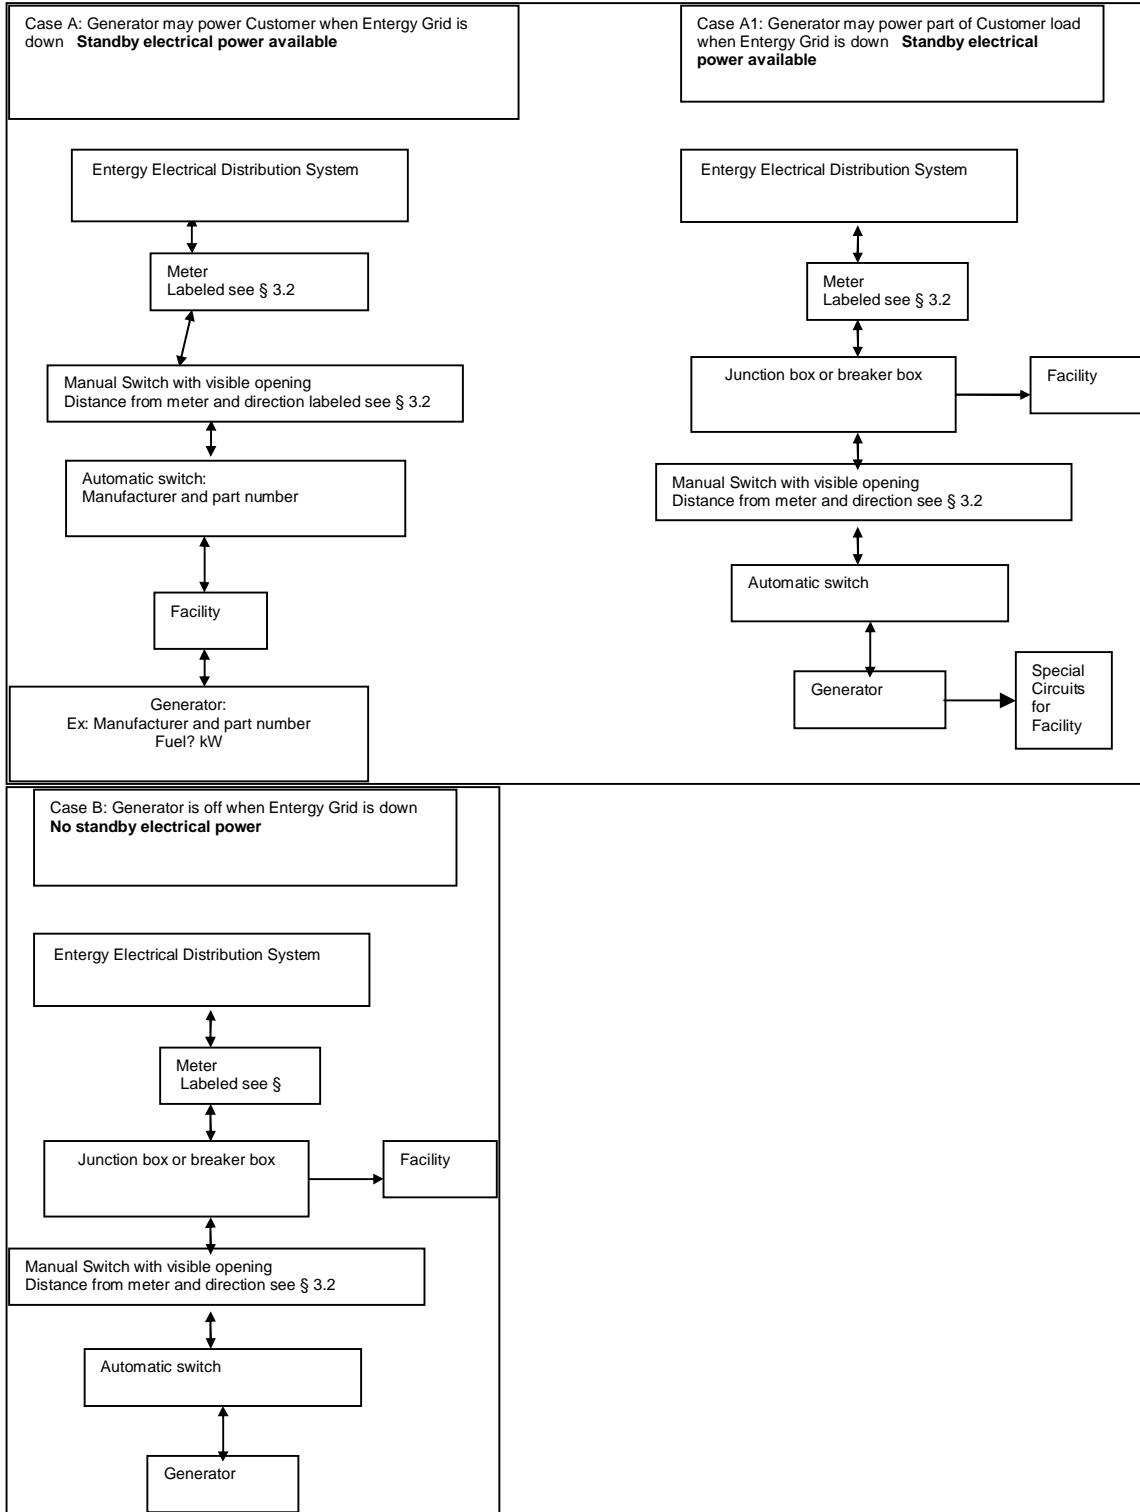 Case A: Generator may power Customer when Entergy Grid is
down   Standby electrical power available
Entergy Electrical Distribution System
Meter
Labeled see § 3.2
Manual Switch with visible opening
Distance from meter and direction labeled see § 3.2
Automatic switch:
Manufacturer and part number
Facility
Generator:
Ex: Manufacturer and part number
Fuel? kW
Case A1: Generator may power part of Customer load
when Entergy Grid is down   Standby electrical
power available
Entergy Electrical Distribution System
Meter
Labeled see § 3.2
Junction box or breaker box
Facility
Manual Switch with visible opening
Distance from meter and direction see § 3.2
Automatic switch
Generator
Special
Circuits
for
Facility
Case B: Generator is off when Entergy Grid is down
No standby electrical power
Entergy Electrical Distribution System
Meter
Labeled see §
Junction box or breaker box
Facility
Manual Switch with visible opening
Distance from meter and direction see § 3.2
Automatic switch
Generator